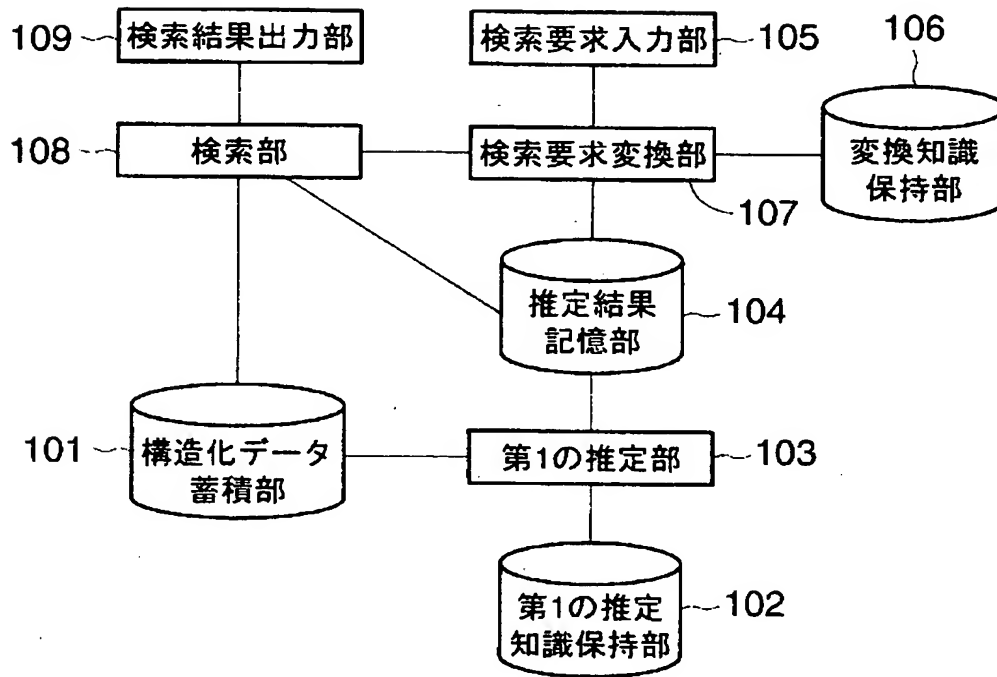 109
検索結果出力部
検索要求入力部
105
106
108
検索部
検索要求変換部
変換知識
保持部
107
推定結果
記憶部
104
101
構造化データ
蓄積部
第1の推定部
103
第1の推定
知識保持部
102